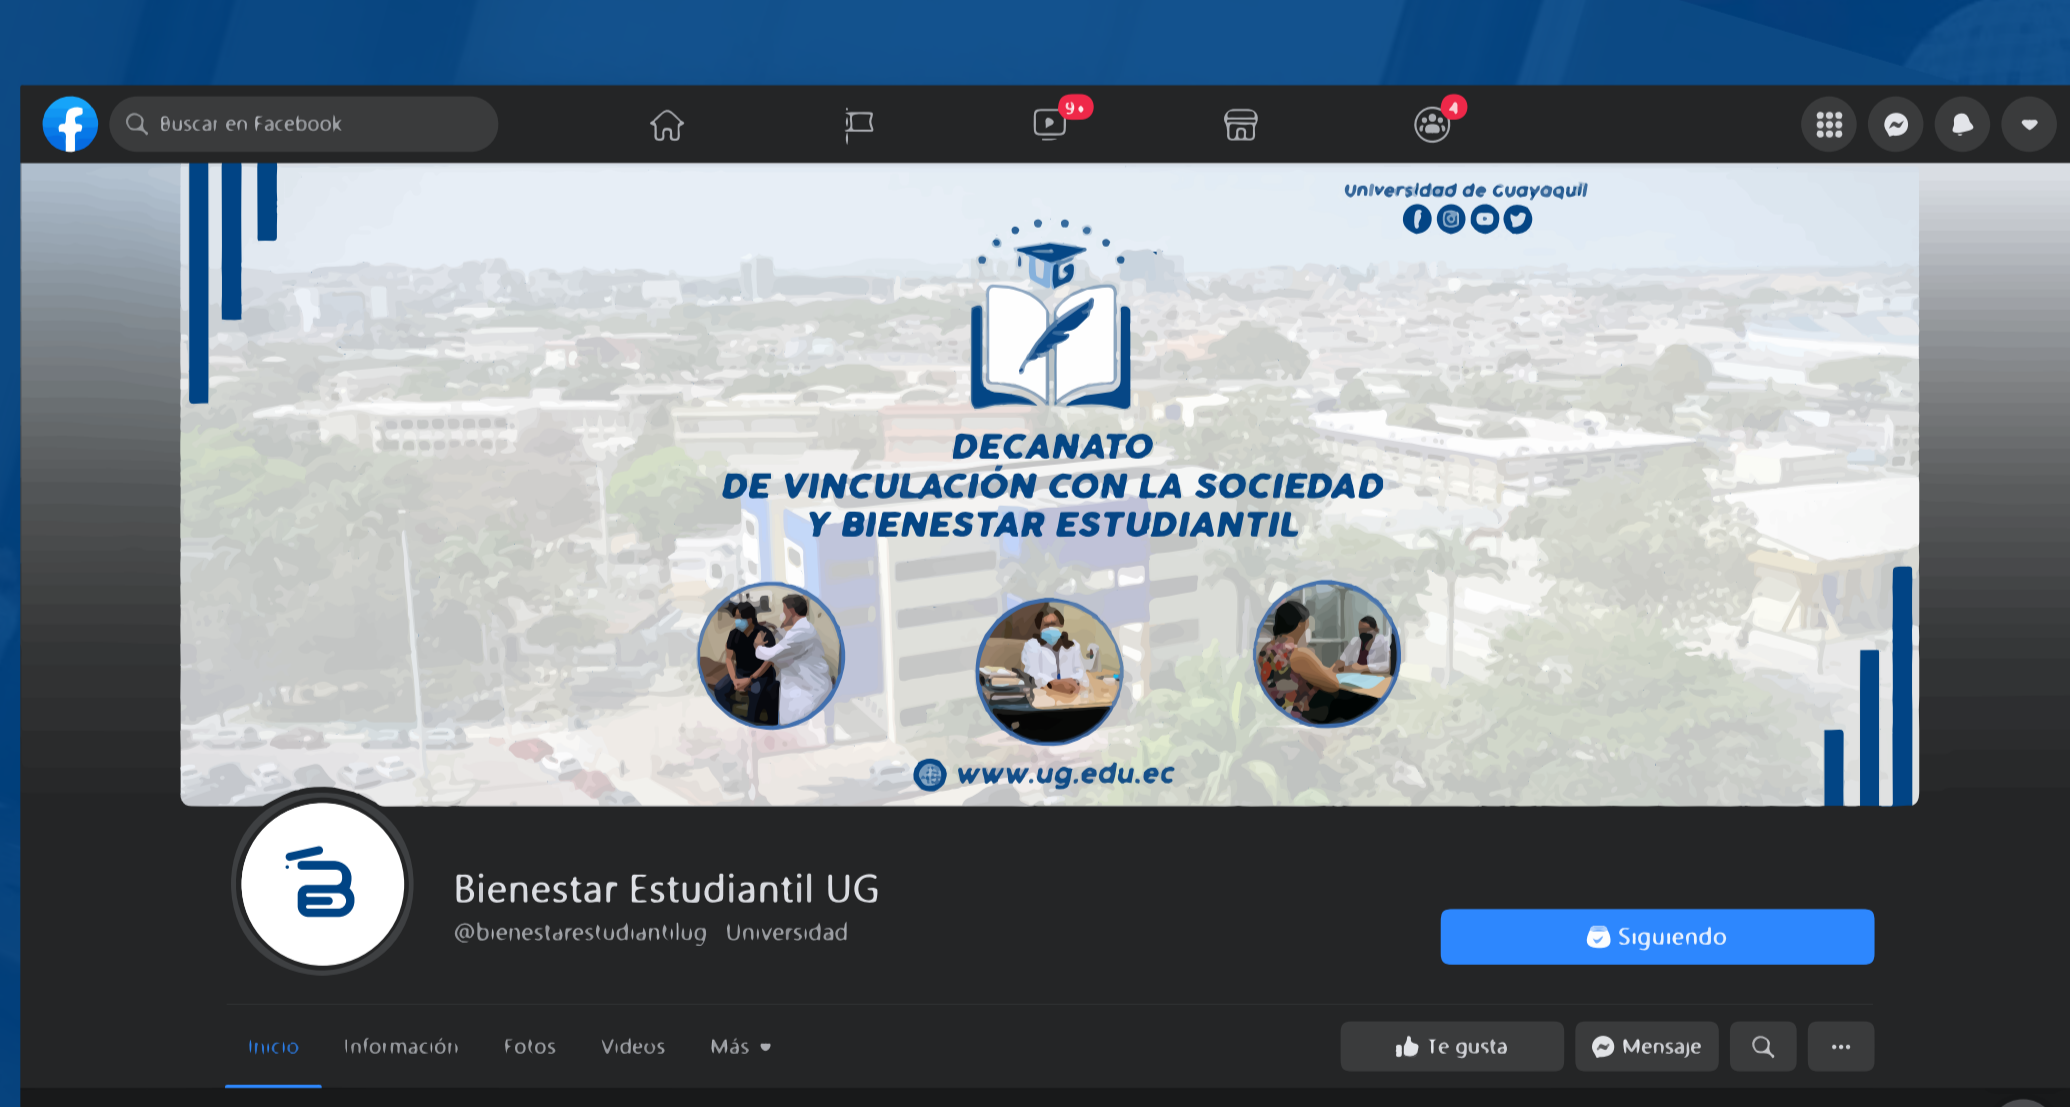 Buscar en Facebook
9+
4
Universidad de Guayaquil
UG
DECANATO
DE VINCULACIÓN CON LA SOCIEDAD
Y BIENESTAR ESTUDIANTIL
www.ug.edu.ec
Bienestar Estudiantil UG
@bienestarestudiantilug Universidad
Siguiendo
Inicio Información Fotos Videos Más
Te gusta Mensaje